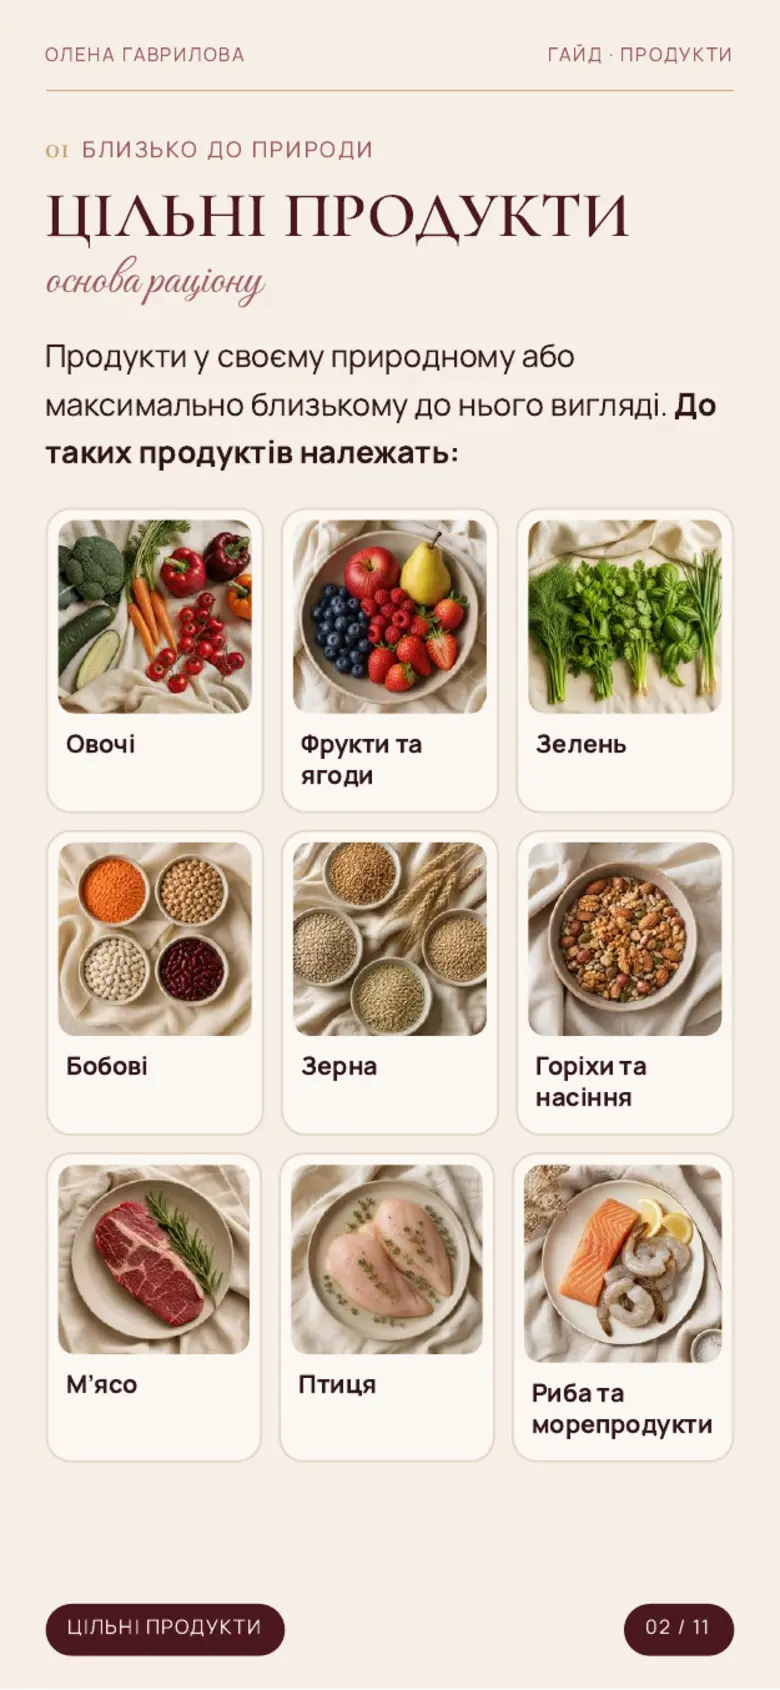 ОЛЕНА ГАВРИЛОВА
ГАЙД · ПРОДУКТИ
01 БЛИЗЬКО ДО ПРИРОДИ
ЦІЛЬНІ ПРОДУКТИ
основа раціону
Продукти у своєму природному або
максимально близькому до нього вигляді. До
таких продуктів належать:
Овочі
Фрукти та
ягоди
Зелень
Бобові
Зерна
Горіхи та
насіння
М’ясо
Птиця
Риба та
морепродукти
ЦІЛЬНІ ПРОДУКТИ
02 / 11